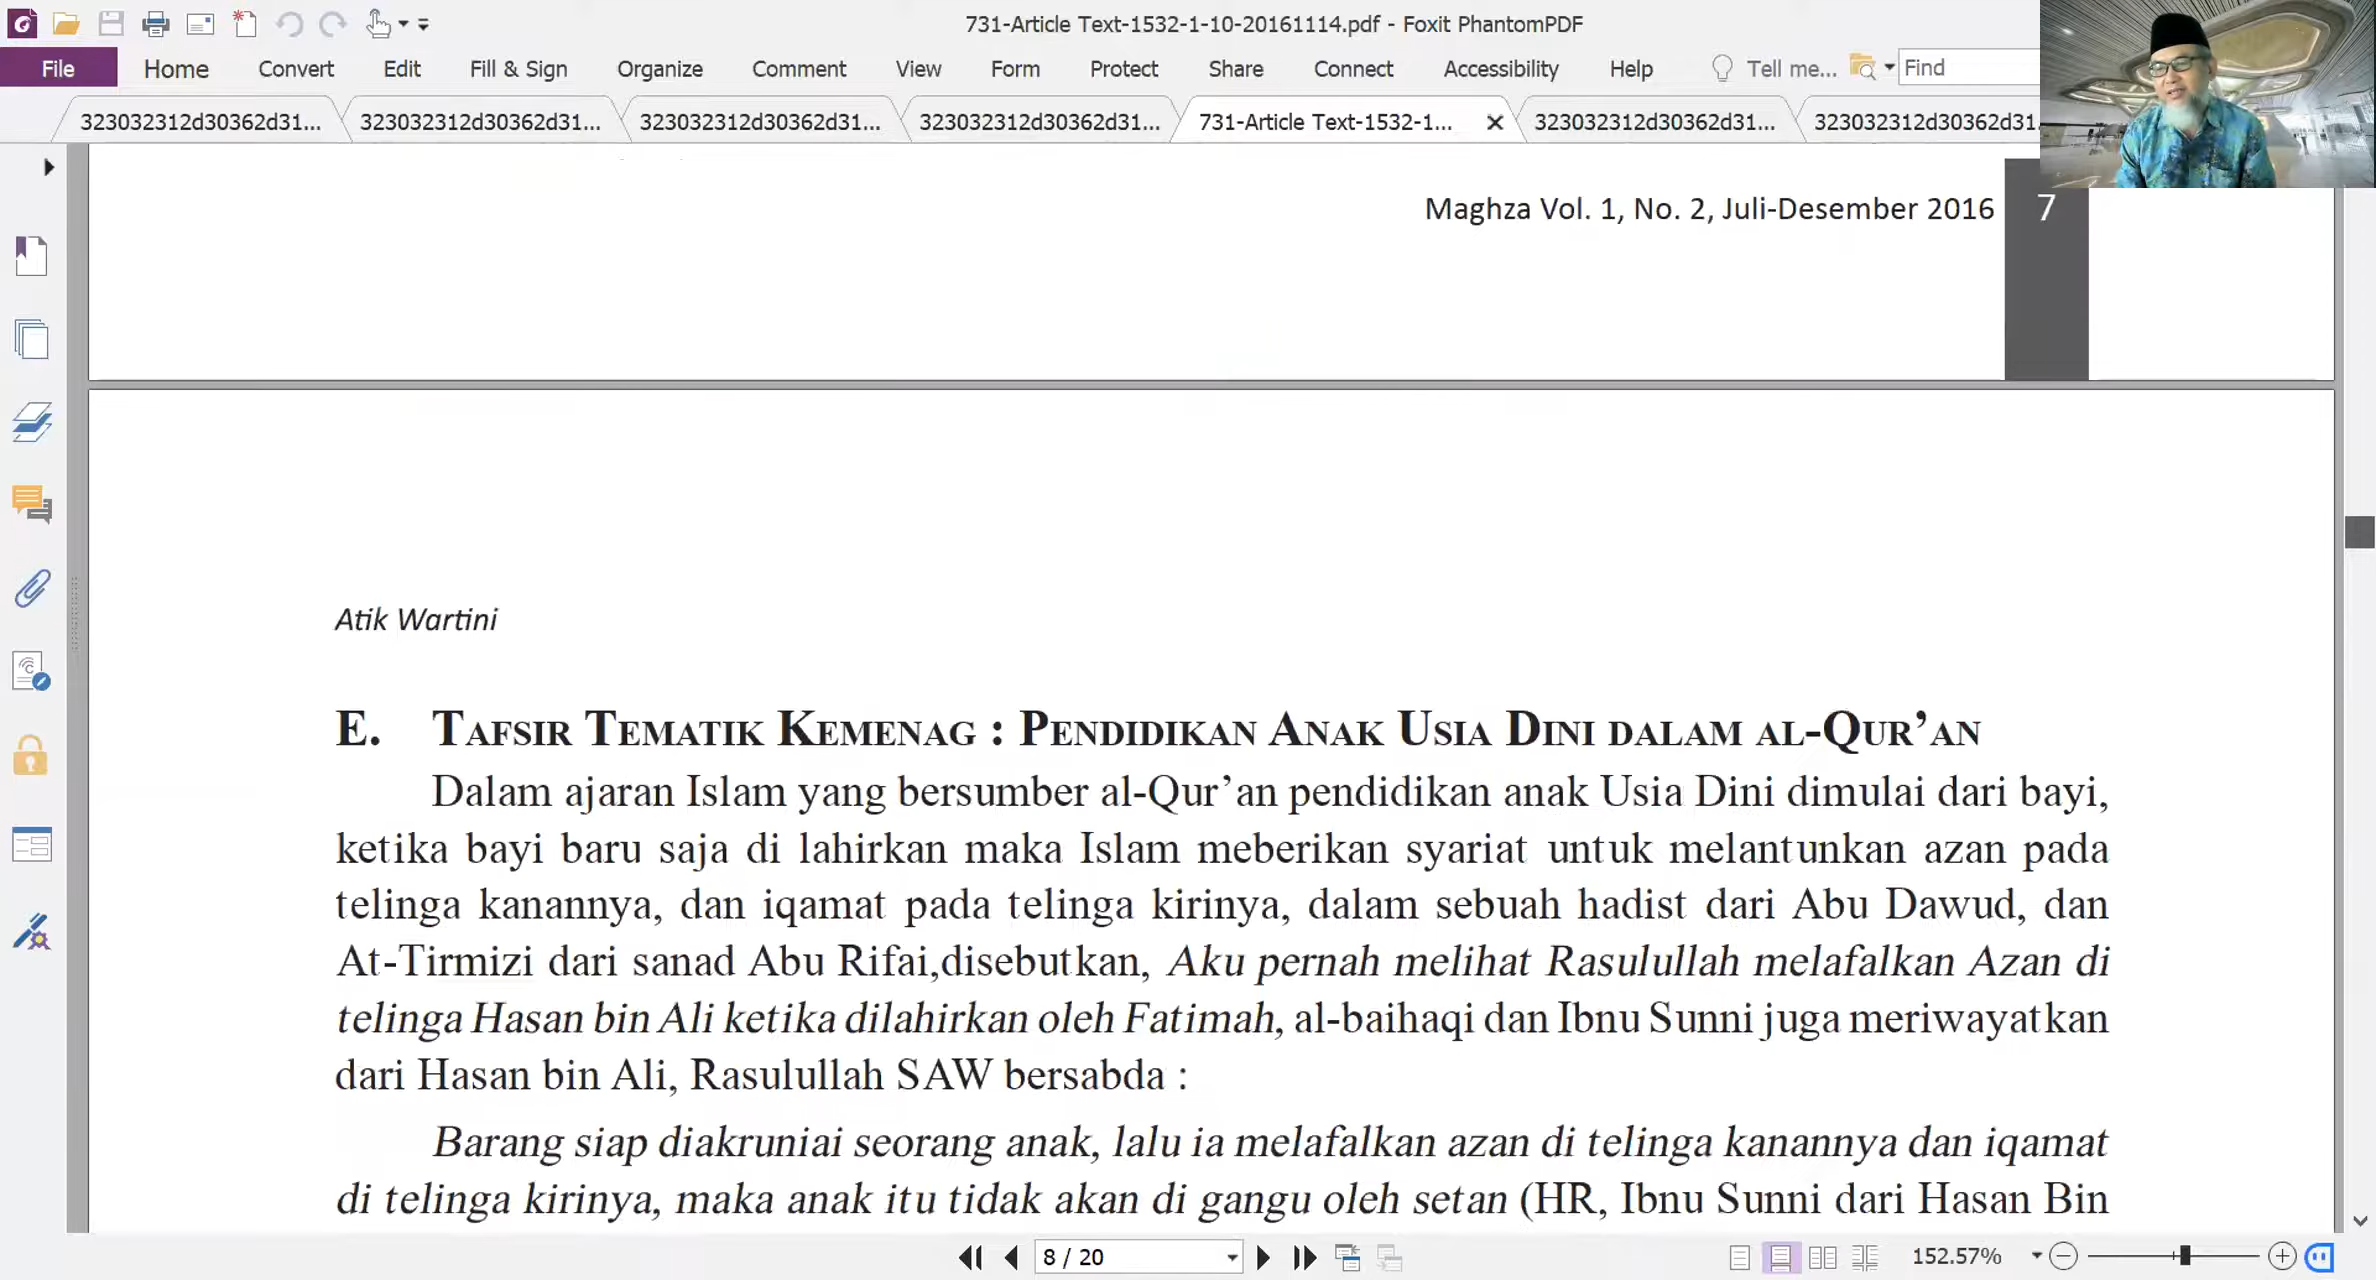 731-Article Text-1532-1-10-20161114.pdf - Foxit PhantomPDF
File Home Convert Edit Fill & Sign Organize Comment View Form Protect Share Connect Accessibility Help Tell me... Find
323032312d30362d31... 323032312d30362d31... 323032312d30362d31... 323032312d30362d31... 731-Article Text-1532-1... 323032312d30362d31... 323032312d30362d31
Maghza Vol. 1, No. 2, Juli-Desember 2016 7
Atik Wartini
E. TAFSIR TEMATIK KEMENAG : PENDIDIKAN ANAK USIA DINI DALAM AL-QUR’AN
Dalam ajaran Islam yang bersumber al-Qur’an pendidikan anak Usia Dini dimulai dari bayi,
ketika bayi baru saja di lahirkan maka Islam meberikan syariat untuk melantunkan azan pada
telinga kanannya, dan iqamat pada telinga kirinya, dalam sebuah hadist dari Abu Dawud, dan
At-Tirmizi dari sanad Abu Rifai,disebutkan, Aku pernah melihat Rasulullah melafalkan Azan di
telinga Hasan bin Ali ketika dilahirkan oleh Fatimah, al-baihaqi dan Ibnu Sunni juga meriwayatkan
dari Hasan bin Ali, Rasulullah SAW bersabda :
Barang siap diakruniai seorang anak, lalu ia melafalkan azan di telinga kanannya dan iqamat
di telinga kirinya, maka anak itu tidak akan di gangu oleh setan (HR, Ibnu Sunni dari Hasan Bin
8 / 20 152.57%